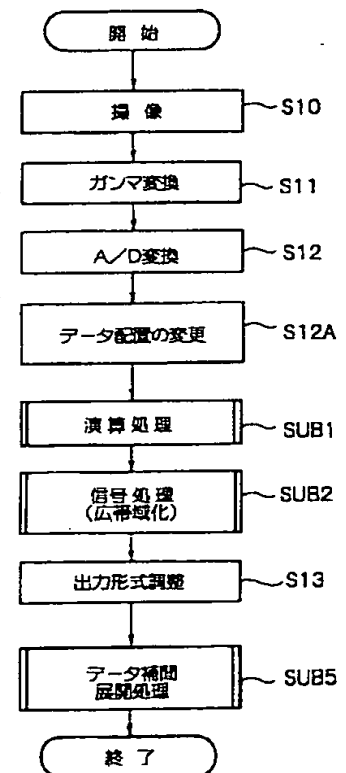 開始
撮像
S10
ガンマ変換
S11
A/D変換
S12
データ配置の変更
S12A
演算処理
SUB1
信号処理
(広帯域化)
SUB2
出力形式調整
S13
データ補間
展開処理
SUB5
終了